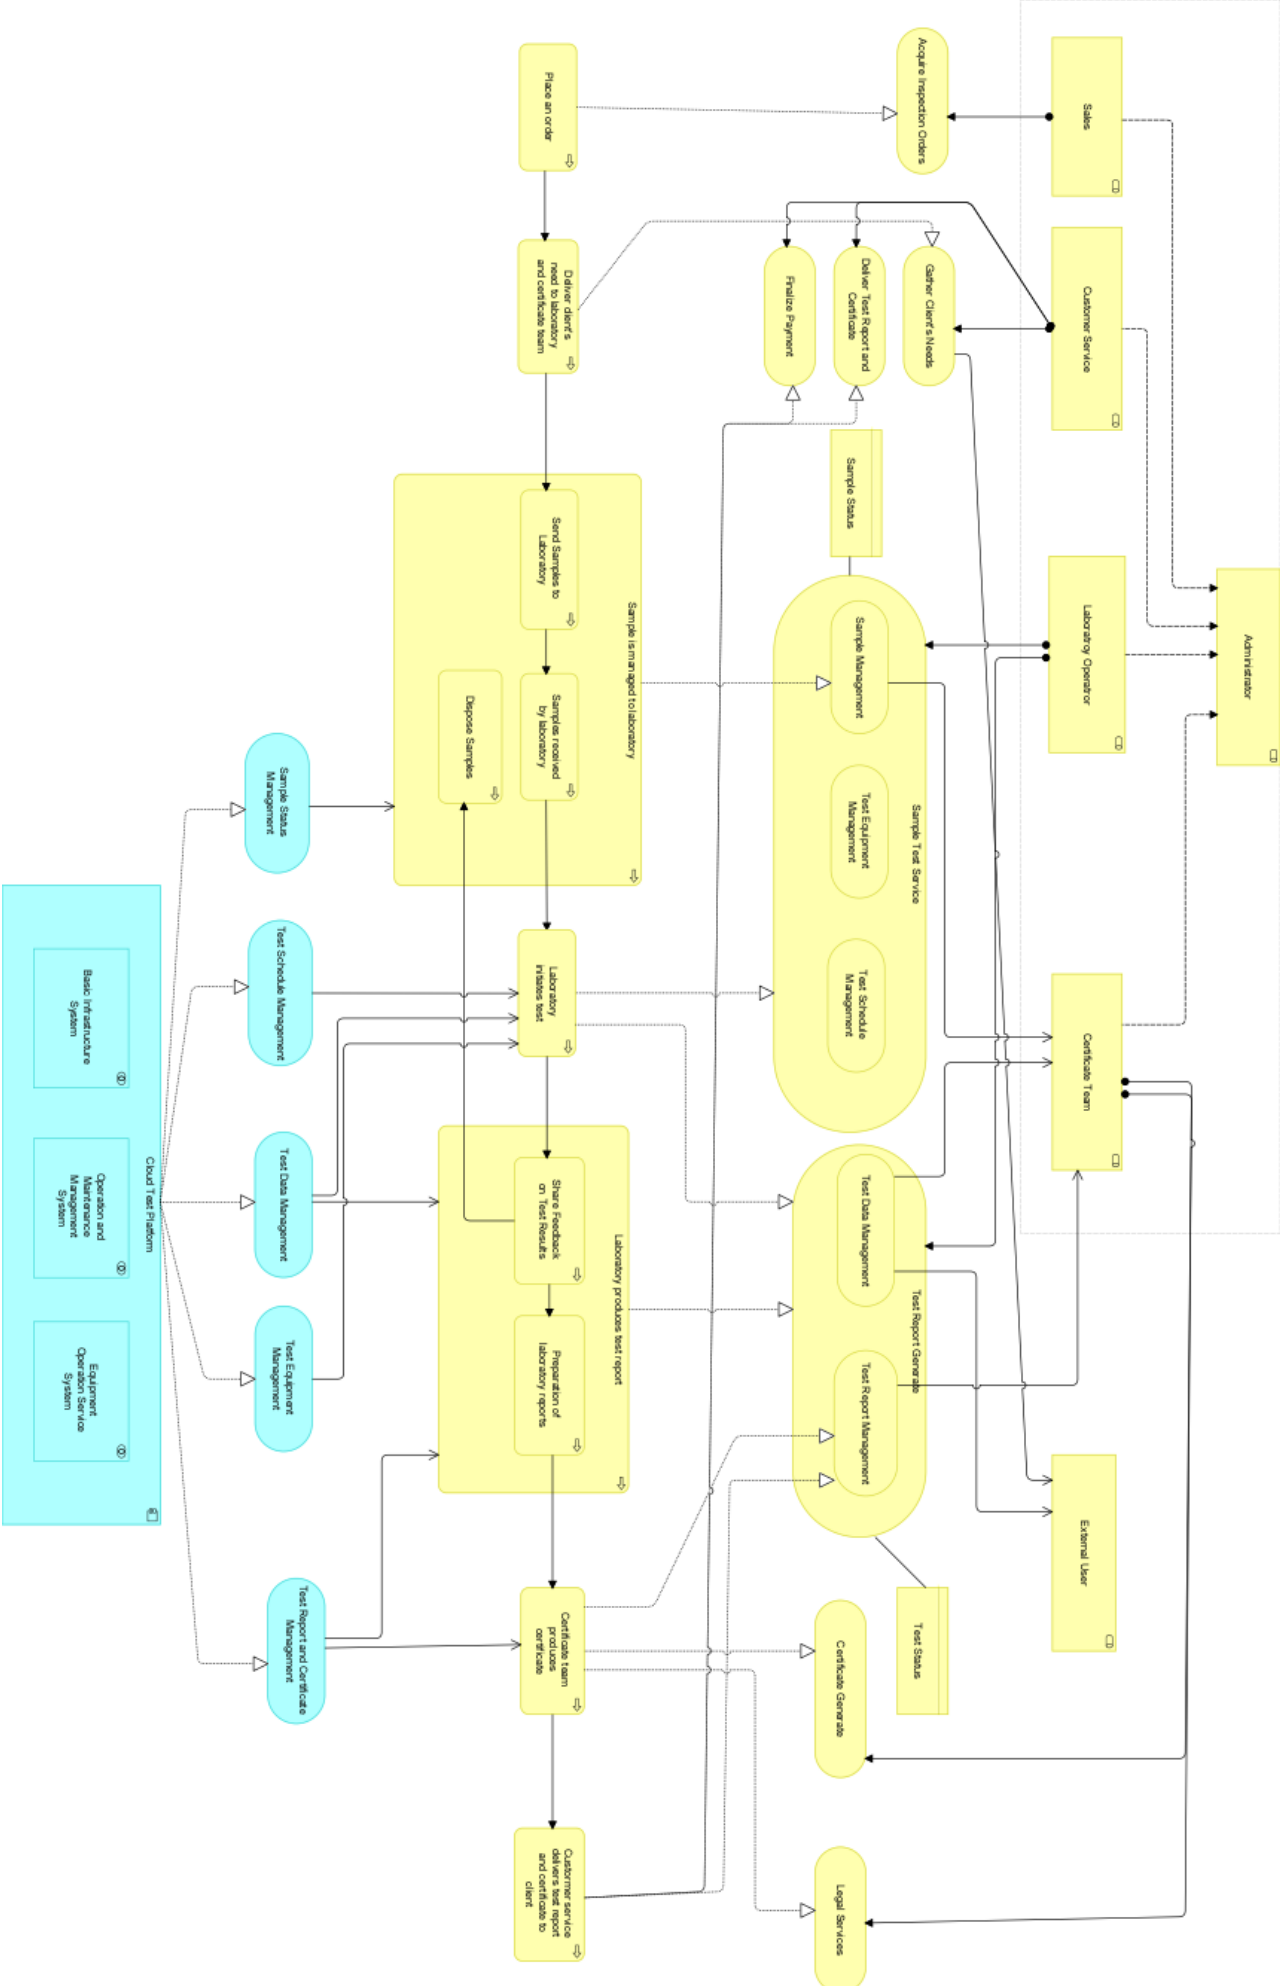 Administrator
Sales
Customer Service
Laboratroy Operatror
Certificate Team
External User
Acquire Inspection Orders
Gather Client's Needs
Deliver Test Report and
Certificate
Finalize Payment
Sample Status
Sample Test Service
Sample Management
Test Equipment
Management
Test Schedule
Management
Test Report Generate
Test Data Management
Test Report Management
Test Status
Certificate Generate
Legal Services
Place an order
Deliver client's
need to laboratory
and certificate team
Sample is managed to laboratory
Send Samples to
Laboratory
Samples received
by laboratory
Dispose Samples
Laboratory
initiates test
Laboratory produces test report
Share Feedback
on Test Results
Preparation of
laboratory reports
Certificate team
produces
certificate
Custormer service
delivers test report
and certificate to
client
Sample Status
Management
Test Schedule Management
Test Data Management
Test Equipment
Management
Test Report and Certificate
Management
Cloud Test Platform
Basic Infrastructure
System
Operation and
Maintenance
Management
System
Equipment
Operation Service
System